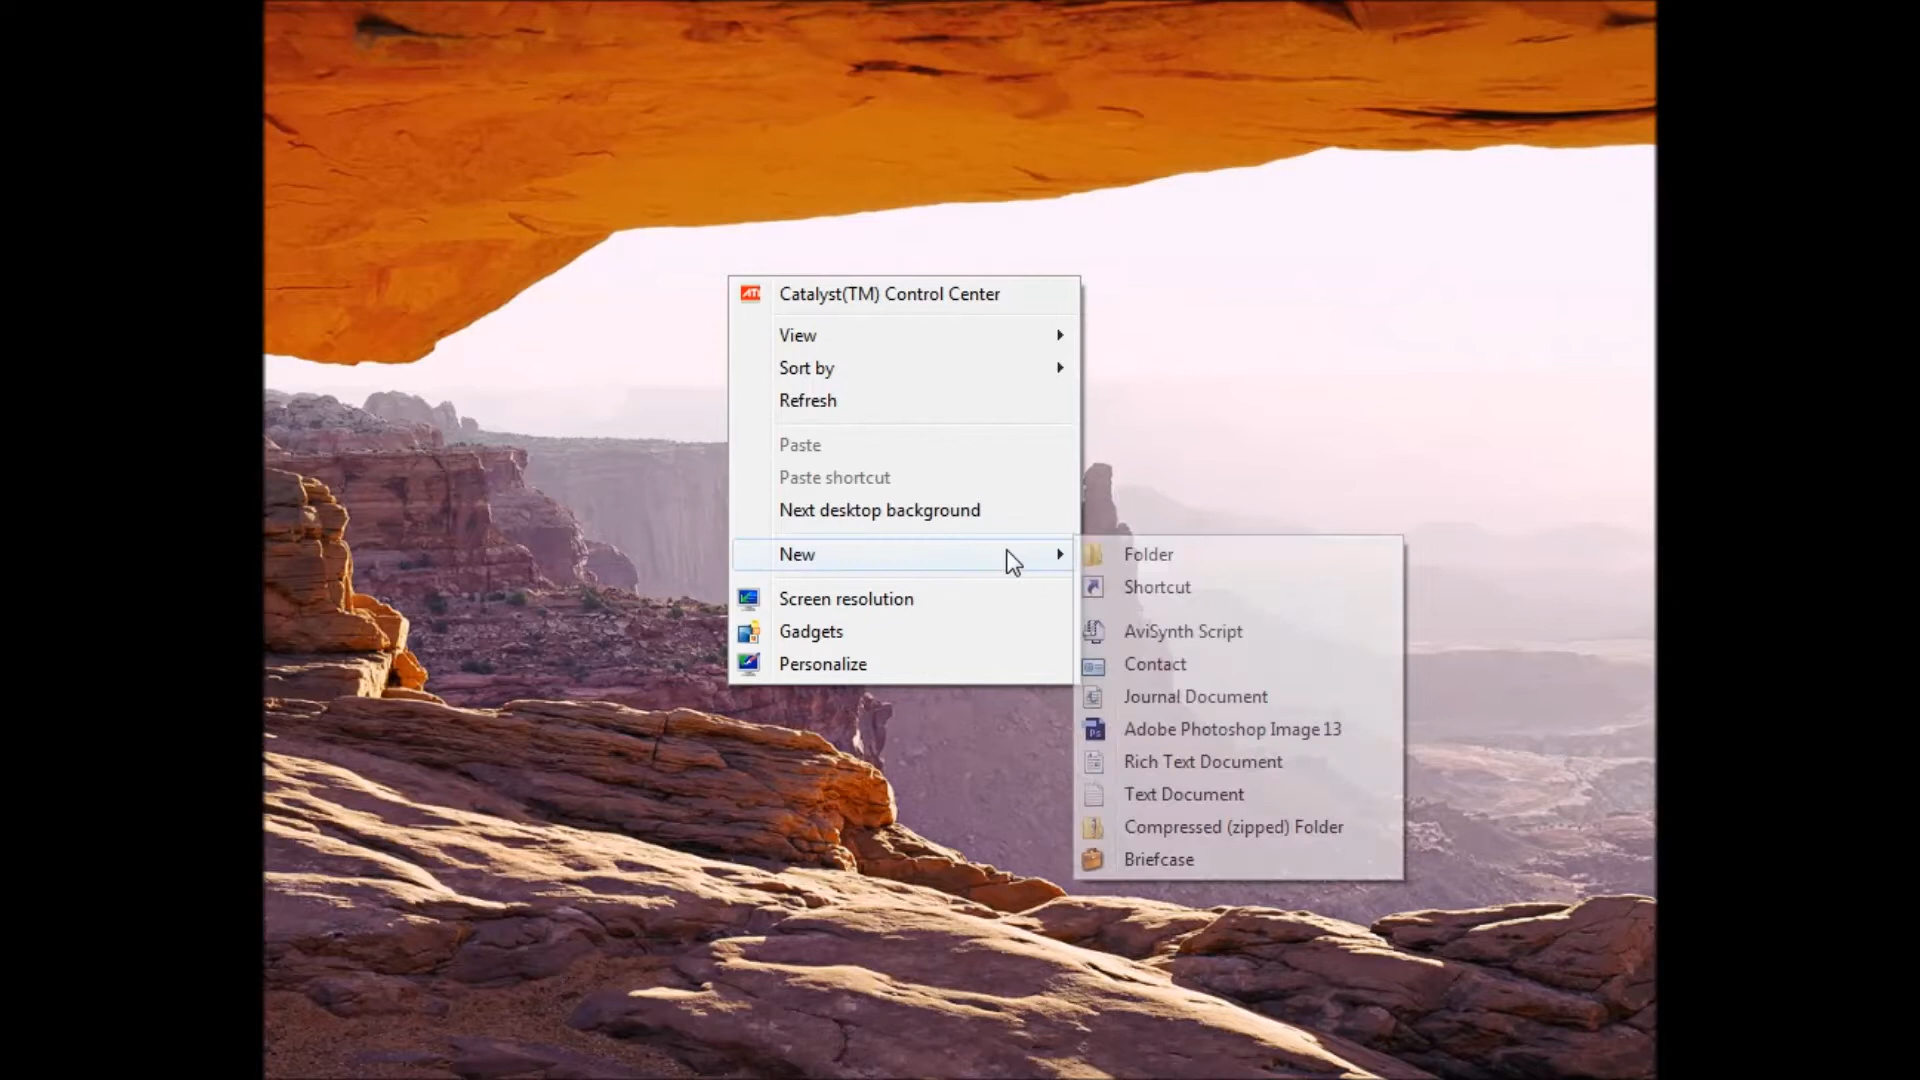 ATI
Catalyst(TM) Control Center
View
Sort by
Refresh
Paste
Paste shortcut
Next desktop background
New
Screen resolution
Gadgets
Personalize
Folder
Shortcut
AviSynth Script
Contact
Journal Document
Ps
Adobe Photoshop Image 13
Rich Text Document
Text Document
Compressed (zipped) Folder
Briefcase